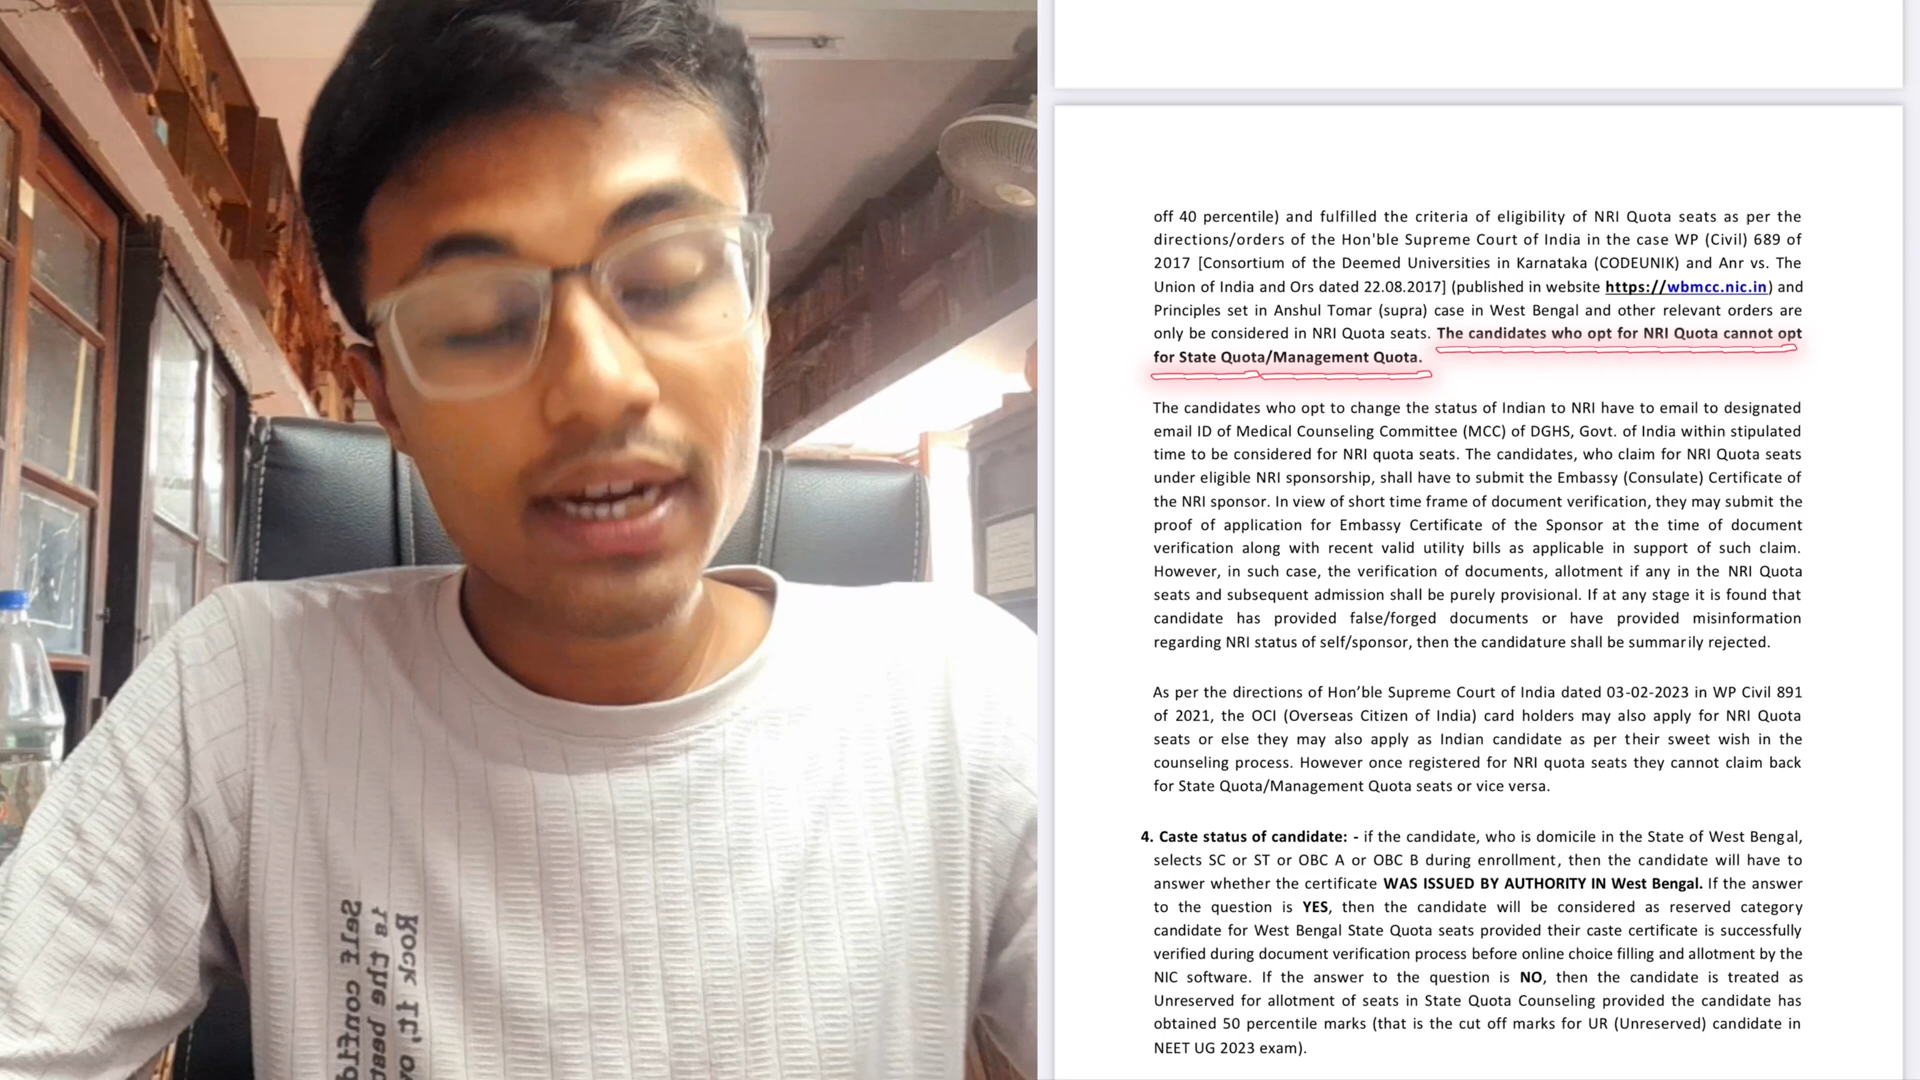 off 40 percentile) and fulfilled the criteria of eligibility of NRI Quota seats as per the
directions/orders of the Hon'ble Supreme Court of India in the case WP (Civil) 689 of
2017 [Consortium of the Deemed Universities in Karnataka (CODEUNIK) and Anr vs. The
Union of India and Ors dated 22.08.2017] (published in website https://wbmcc.nic.in) and
Principles set in Anshul Tomar (supra) case in West Bengal and other relevant orders are
only be considered in NRI Quota seats. The candidates who opt for NRI Quota cannot opt
for State Quota/Management Quota.
The candidates who opt to change the status of Indian to NRI have to email to designated
email ID of Medical Counseling Committee (MCC) of DGHS, Govt. of India within stipulated
time to be considered for NRI quota seats. The candidates, who claim for NRI Quota seats
under eligible NRI sponsorship, shall have to submit the Embassy (Consulate) Certificate of
the NRI sponsor. In view of short time frame of document verification, they may submit the
proof of application for Embassy Certificate of the Sponsor at the time of document
verification along with recent valid utility bills as applicable in support of such claim.
However, in such case, the verification of documents, allotment if any in the NRI Quota
seats and subsequent admission shall be purely provisional. If at any stage it is found that
candidate has provided false/forged documents or have provided misinformation
regarding NRI status of self/sponsor, then the candidature shall be summarily rejected.
As per the directions of Hon’ble Supreme Court of India dated 03-02-2023 in WP Civil 891
of 2021, the OCI (Overseas Citizen of India) card holders may also apply for NRI Quota
seats or else they may also apply as Indian candidate as per their sweet wish in the
counseling process. However once registered for NRI quota seats they cannot claim back
for State Quota/Management Quota seats or vice versa.
4. Caste status of candidate: - if the candidate, who is domicile in the State of West Bengal,
selects SC or ST or OBC A or OBC B during enrollment, then the candidate will have to
answer whether the certificate WAS ISSUED BY AUTHORITY IN West Bengal. If the answer
to the question is YES, then the candidate will be considered as reserved category
candidate for West Bengal State Quota seats provided their caste certificate is successfully
verified during document verification process before online choice filling and allotment by the
NIC software. If the answer to the question is NO, then the candidate is treated as
Unreserved for allotment of seats in State Quota Counseling provided the candidate has
obtained 50 percentile marks (that is the cut off marks for UR (Unreserved) candidate in
NEET UG 2023 exam).
Rock It'
is the
Self